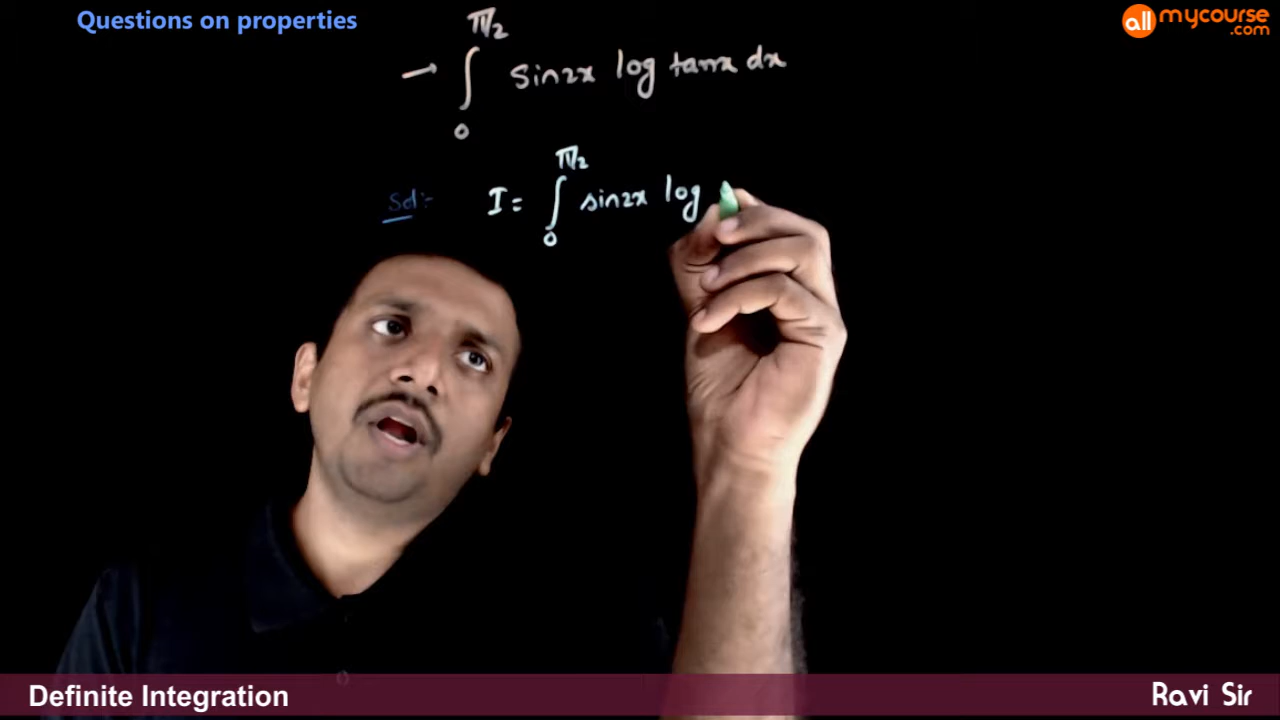 Questions on properties
allmycourse.com
→ ∫₀^{π/2} sin2x log tanx dx
Sol:- I = ∫₀^{π/2} sin2x log
Definite Integration
Ravi Sir